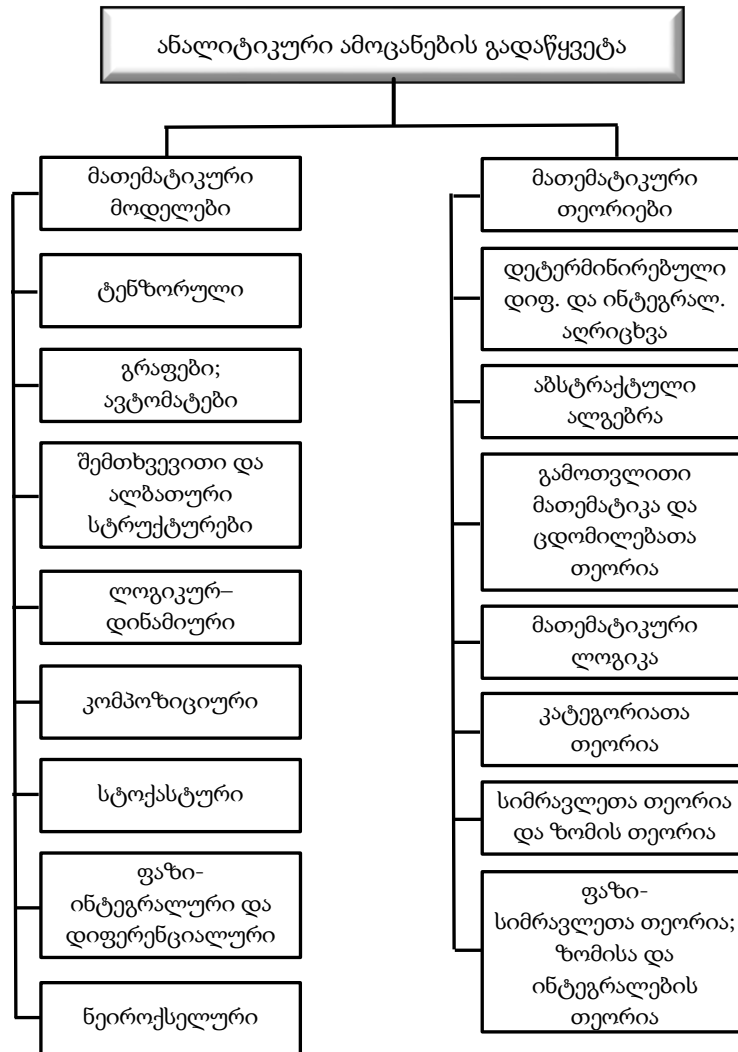 ანალიტიკური ამოცანების გადაწყვეტა
მათემატიკური
მოდელები
ტენზორული
გრაფები;
ავტომატები
შემთხვევითი და
ალბათური
სტრუქტურები
ლოგიკურ–
დინამიური
კომპოზიციური
სტოქასტური
ფაზი-
ინტეგრალური და
დიფერენციალური
ნეიროქსელური
მათემატიკური
თეორიები
დეტერმინირებული
დიფ. და ინტეგრალ.
აღრიცხვა
აბსტრაქტული
ალგებრა
გამოთვლითი
მათემატიკა და
ცდომილებათა
თეორია
მათემატიკური
ლოგიკა
კატეგორიათა
თეორია
სიმრავლეთა თეორია
და ზომის თეორია
ფაზი-
სიმრავლეთა თეორია;
ზომისა და
ინტეგრალების
თეორია